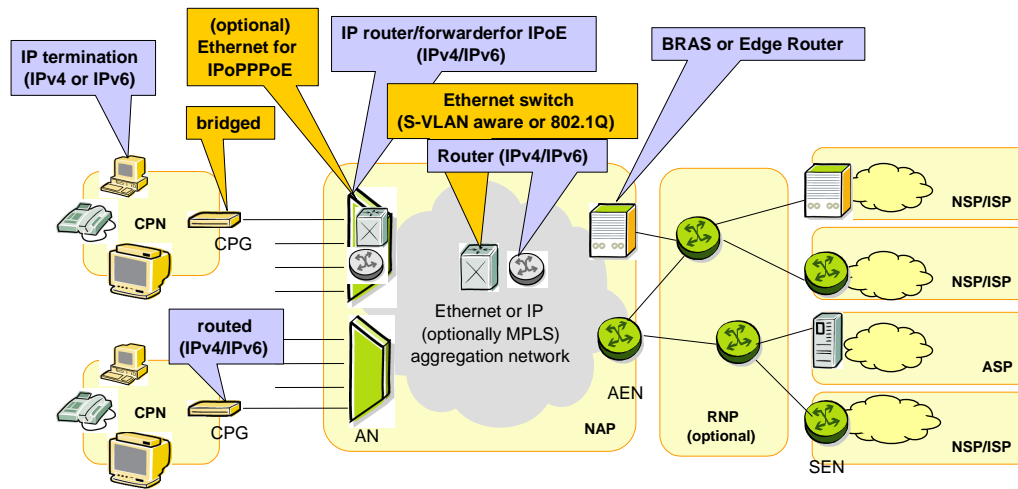 (optional)
Ethernet for
IPoPPPoE
IP router/forwarderfor IPoE
(IPv4/IPv6)
BRAS or Edge Router
IP termination
(IPv4 or IPv6)
bridged
Ethernet switch
(S-VLAN aware or 802.1Q)
Router (IPv4/IPv6)
CPN
CPG
NSP/ISP
NSP/ISP
Ethernet or IP
(optionally MPLS)
aggregation network
routed
(IPv4/IPv6)
ASP
CPN
CPG
AN
AEN
NAP
RNP
(optional)
SEN
NSP/ISP